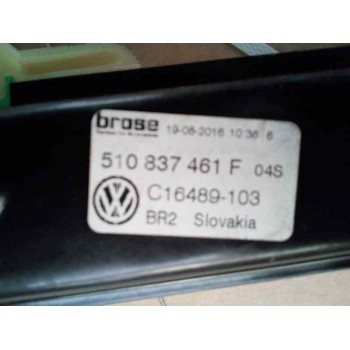 brose 19-08-2016 10:36 6
510 837 461 F 04S
C16489-103
BR2 Slovakia